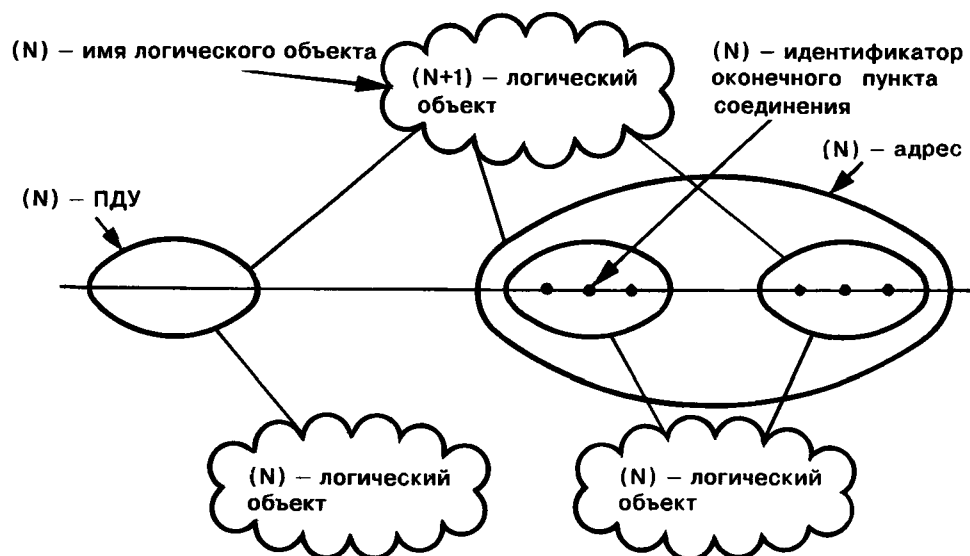 (N) – имя логического объекта
(N+1) – логический
объект
(N) – идентификатор
оконечного пункта
соединения
(N) – адрес
(N) – ПДУ
(N) – логический
объект
(N) – логический
объект